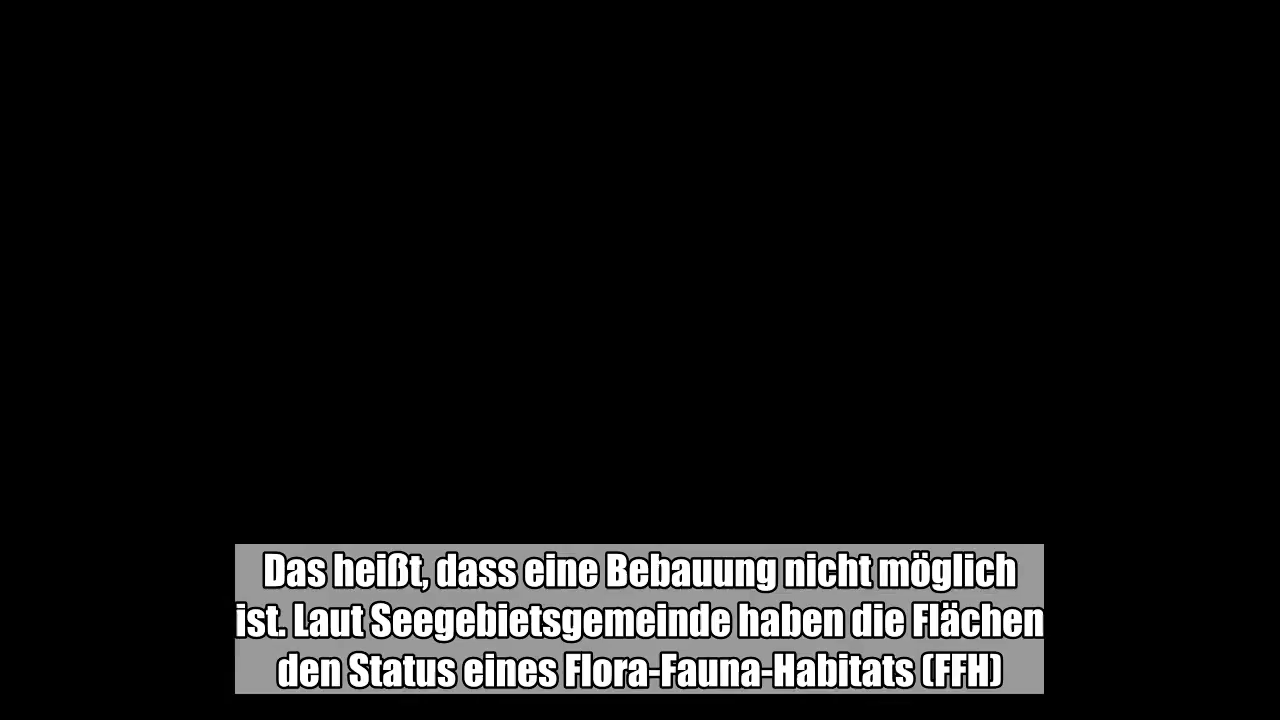 Das heißt, dass eine Bebauung nicht möglich
ist. Laut Seegebietsgemeinde haben die Flächen
den Status eines Flora-Fauna-Habitats (FFH)